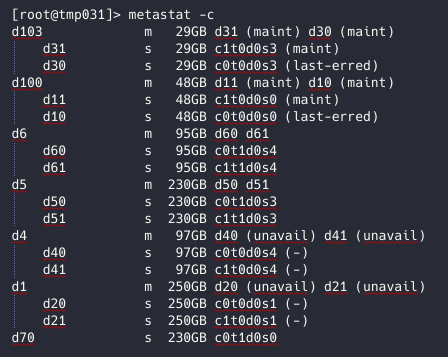 [root@tmp031]> metastat -c
d103 m 29GB d31 (maint) d30 (maint)
d31 s 29GB c1t0d0s3 (maint)
d30 s 29GB c0t0d0s3 (last-erred)
d100 m 48GB d11 (maint) d10 (maint)
d11 s 48GB c1t0d0s0 (maint)
d10 s 48GB c0t0d0s0 (last-erred)
d6 m 95GB d60 d61
d60 s 95GB c0t1d0s4
d61 s 95GB c1t1d0s4
d5 m 230GB d50 d51
d50 s 230GB c0t1d0s3
d51 s 230GB c1t1d0s3
d4 m 97GB d40 (unavail) d41 (unavail)
d40 s 97GB c0t0d0s4 (-)
d41 s 97GB c1t0d0s4 (-)
d1 m 250GB d20 (unavail) d21 (unavail)
d20 s 250GB c0t0d0s1 (-)
d21 s 250GB c1t0d0s1 (-)
d70 s 230GB c0t1d0s0